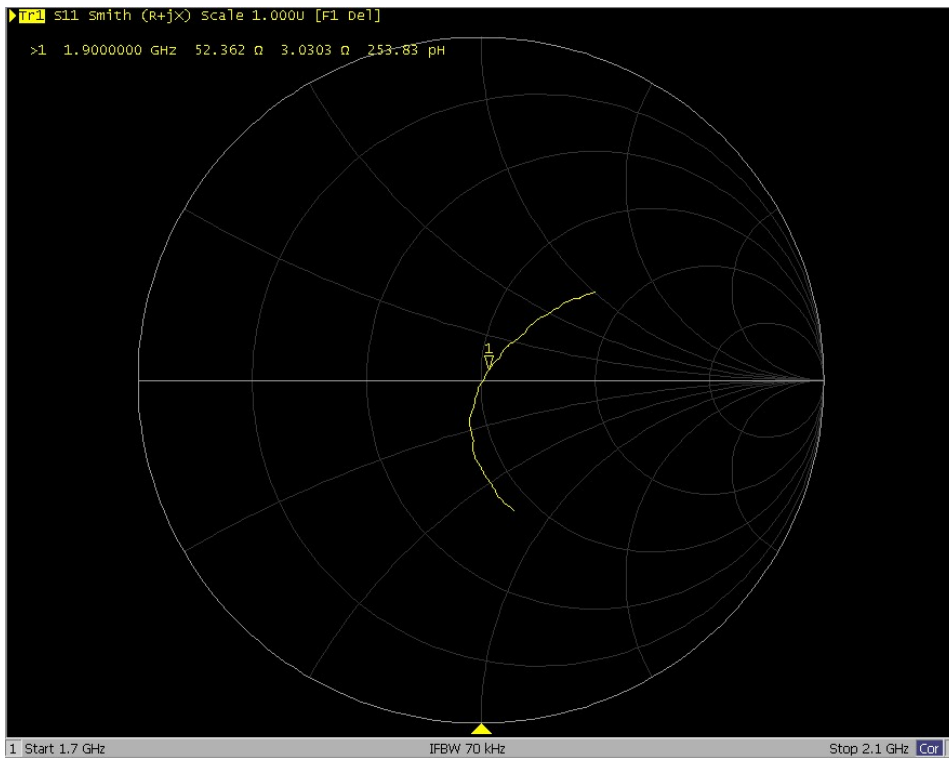 Tr1 S11 Smith (R+jX) Scale 1.000U [F1 Del]
>1 1.9000000 GHz 52.362 Ω 3.0303 Ω 253.83 pH
1
1 Start 1.7 GHz IFBW 70 kHz Stop 2.1 GHz Cor